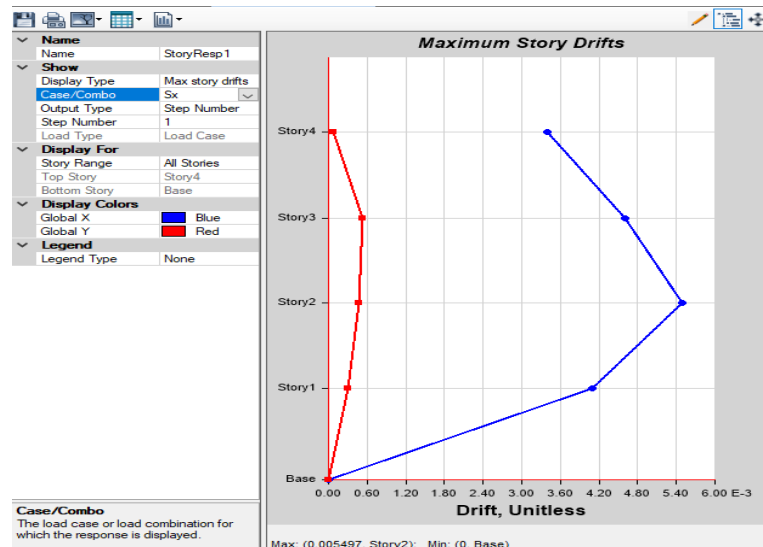 Name
Name StoryResp1
Show
Display Type Max story drifts
Case/Combo Sx
Output Type Step Number
Step Number 1
Load Type Load Case
Display For
Story Range All Stories
Top Story Story4
Bottom Story Base
Display Colors
Global X Blue
Global Y Red
Legend
Legend Type None
Case/Combo
The load case or load combination for
which the response is displayed.
Maximum Story Drifts
Story4
Story3
Story2
Story1
Base
0.00 0.60 1.20 1.80 2.40 3.00 3.60 4.20 4.80 5.40 6.00 E-3
Drift, Unitless
Max: (0.005497, Story2); Min: (0, Base)